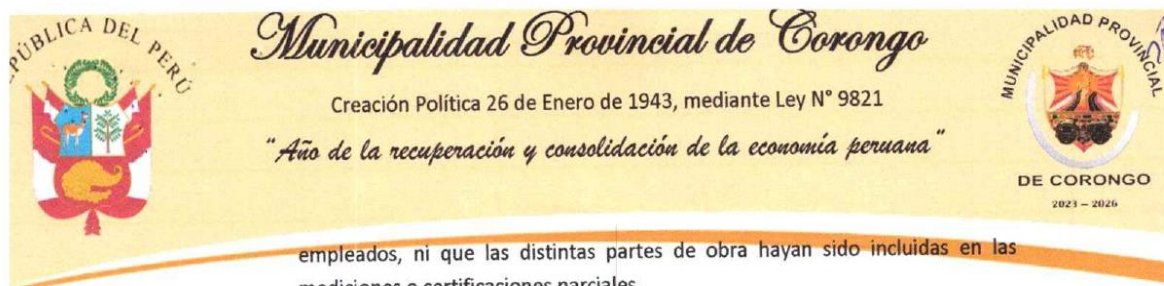 REPÚBLICA DEL PERÚ
Municipalidad Provincial de Corongo
Creación Política 26 de Enero de 1943, mediante Ley N° 9821
"Año de la recuperación y consolidación de la economía peruana"
MUNICIPALIDAD PROVINCIAL
DE CORONGO
2023 – 2026
empleados, ni que las distintas partes de obra hayan sido incluidas en las
mediciones o certificaciones parciales.